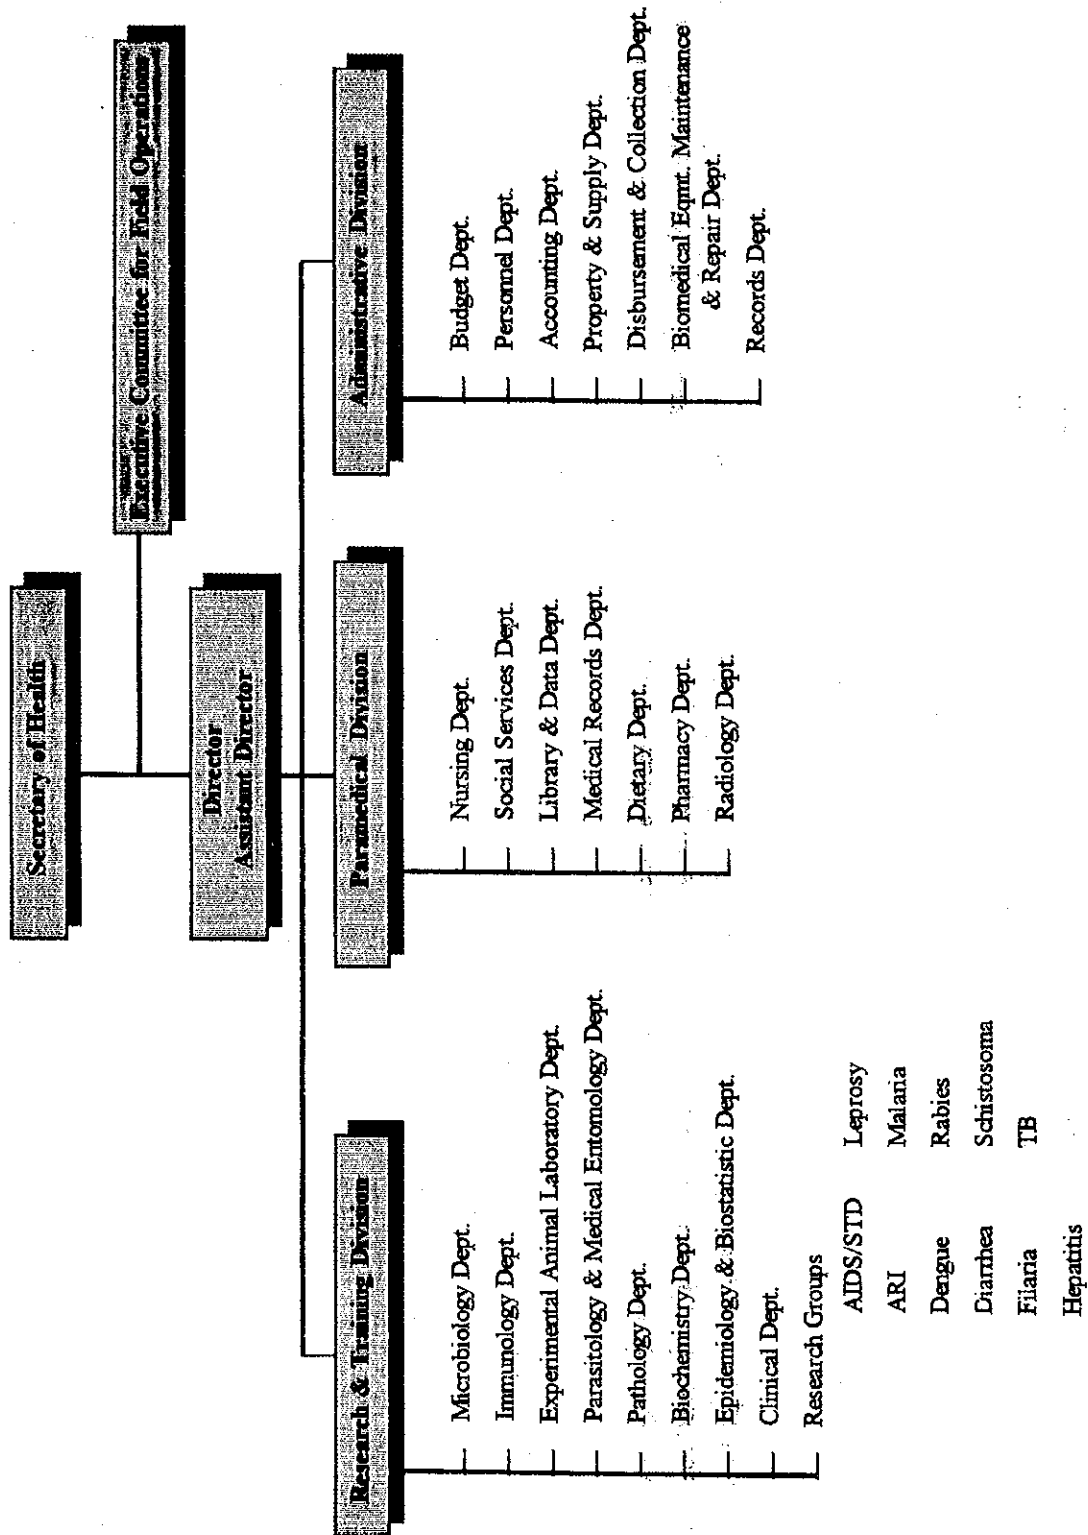 Secretary of Health
Executive Committee for Field Operations
Director
Assistant Director
Research & Training Division
Microbiology Dept.
Immunology Dept.
Experimental Animal Laboratory Dept.
Parasitology & Medical Entomology Dept.
Pathology Dept.
Biochemistry Dept.
Epidemiology & Biostatistic Dept.
Clinical Dept.
Research Groups
AIDS/STD Leprosy
ARI Malaria
Dengue Rabies
Diarrhea Schistosoma
Filaria TB
Hepatitis
Paramedical Division
Nursing Dept.
Social Services Dept.
Library & Data Dept.
Medical Records Dept.
Dietary Dept.
Pharmacy Dept.
Radiology Dept.
Administrative Division
Budget Dept.
Personnel Dept.
Accounting Dept.
Property & Supply Dept.
Disbursement & Collection Dept.
Biomedical Eqmt. Maintenance
& Repair Dept.
Records Dept.